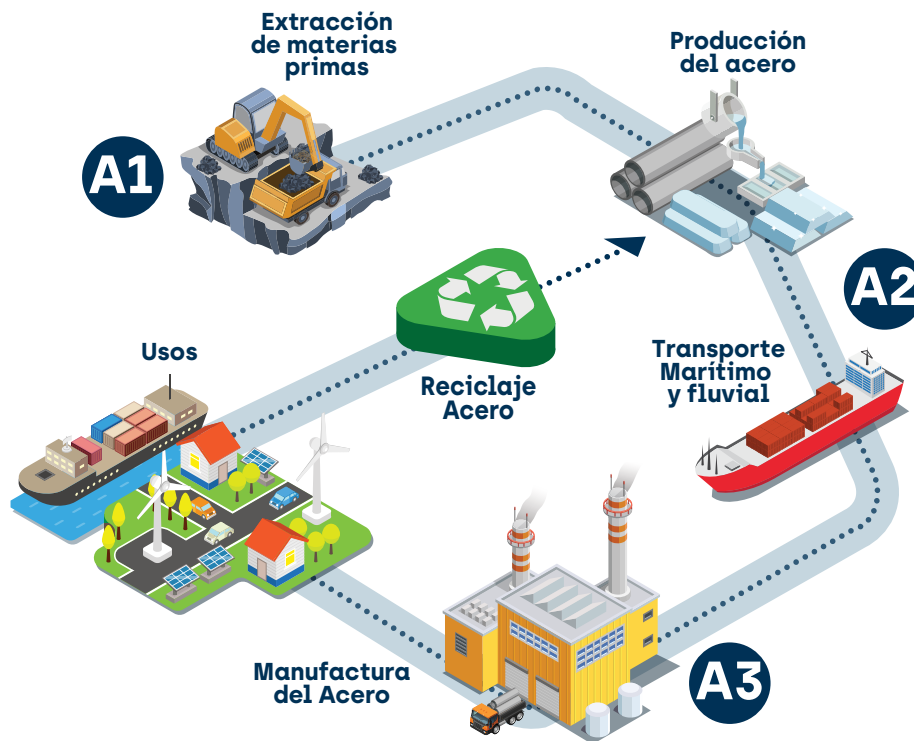 Extracción
de materias
primas
Producción
del acero
A1
A2
Usos
Transporte
Marítimo
y fluvial
Reciclaje
Acero
Manufactura
del Acero
A3